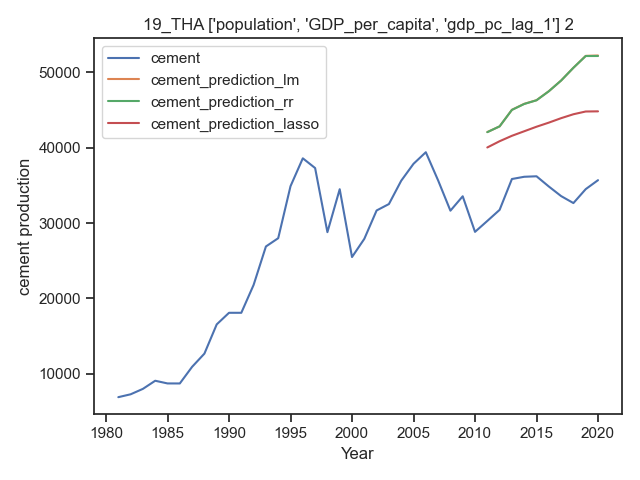 19_THA ['population', 'GDP_per_capita', 'gdp_pc_lag_1'] 2
cement
cement_prediction_lm
cement_prediction_rr
cement_prediction_lasso
50000
40000
30000
20000
10000
cement production
1980 1985 1990 1995 2000 2005 2010 2015 2020
Year